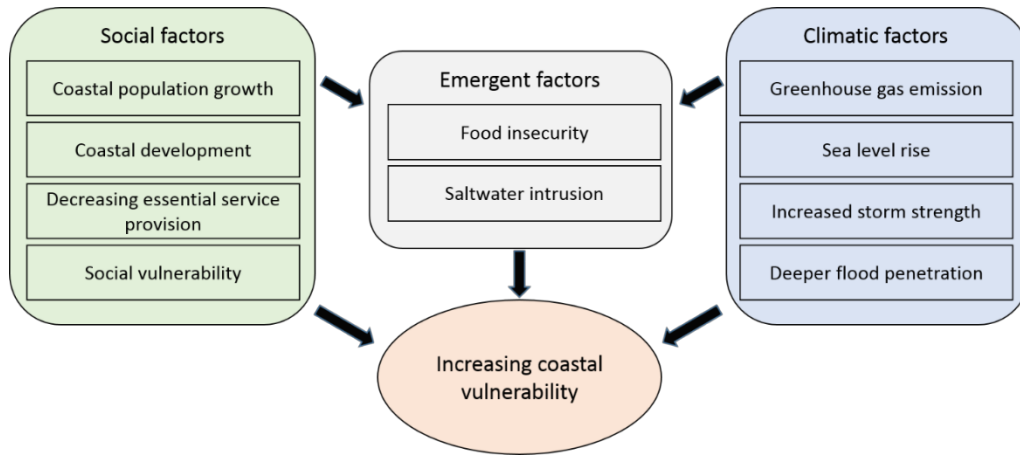 Social factors
Coastal population growth
Coastal development
Decreasing essential service
provision
Social vulnerability
Emergent factors
Food insecurity
Saltwater intrusion
Climatic factors
Greenhouse gas emission
Sea level rise
Increased storm strength
Deeper flood penetration
Increasing coastal
vulnerability